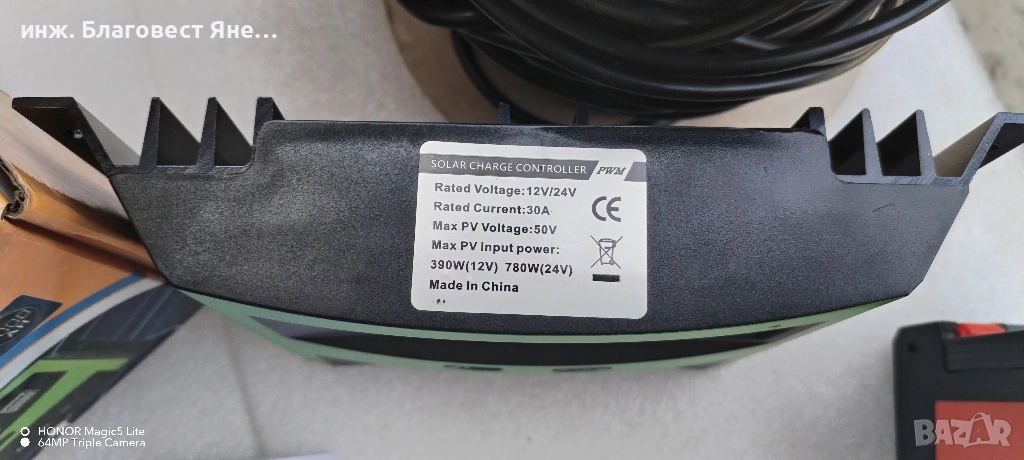 инж. Благовест Яне...
SOLAR CHARGE CONTROLLER PWM
Rated Voltage:12V/24V
Rated Current:30A
Max PV Voltage:50V
Max PV Input power:
390W(12V) 780W(24V)
Made In China
CE
HONOR Magic5 Lite
64MP Triple Camera
BAZAR